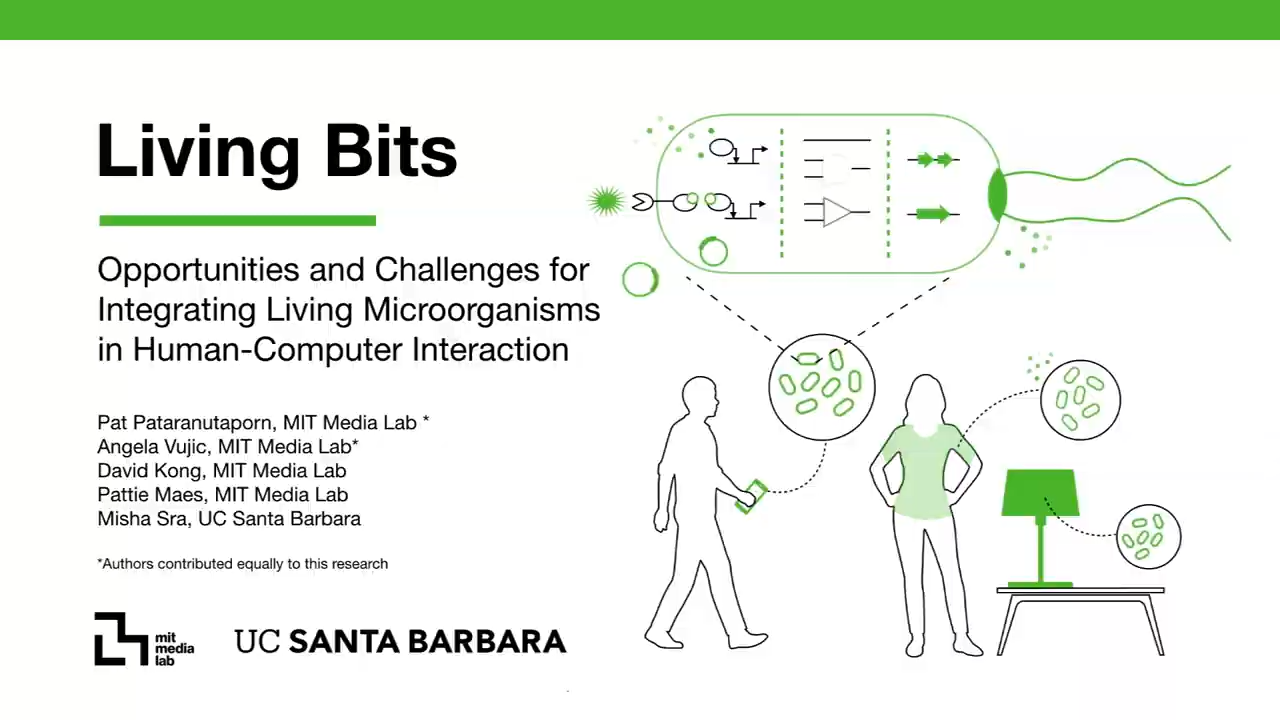 Living Bits
Opportunities and Challenges for
Integrating Living Microorganisms
in Human-Computer Interaction
Pat Pataranutaporn, MIT Media Lab *
Angela Vujic, MIT Media Lab*
David Kong, MIT Media Lab
Pattie Maes, MIT Media Lab
Misha Sra, UC Santa Barbara
*Authors contributed equally to this research
mit
media
lab
UC SANTA BARBARA